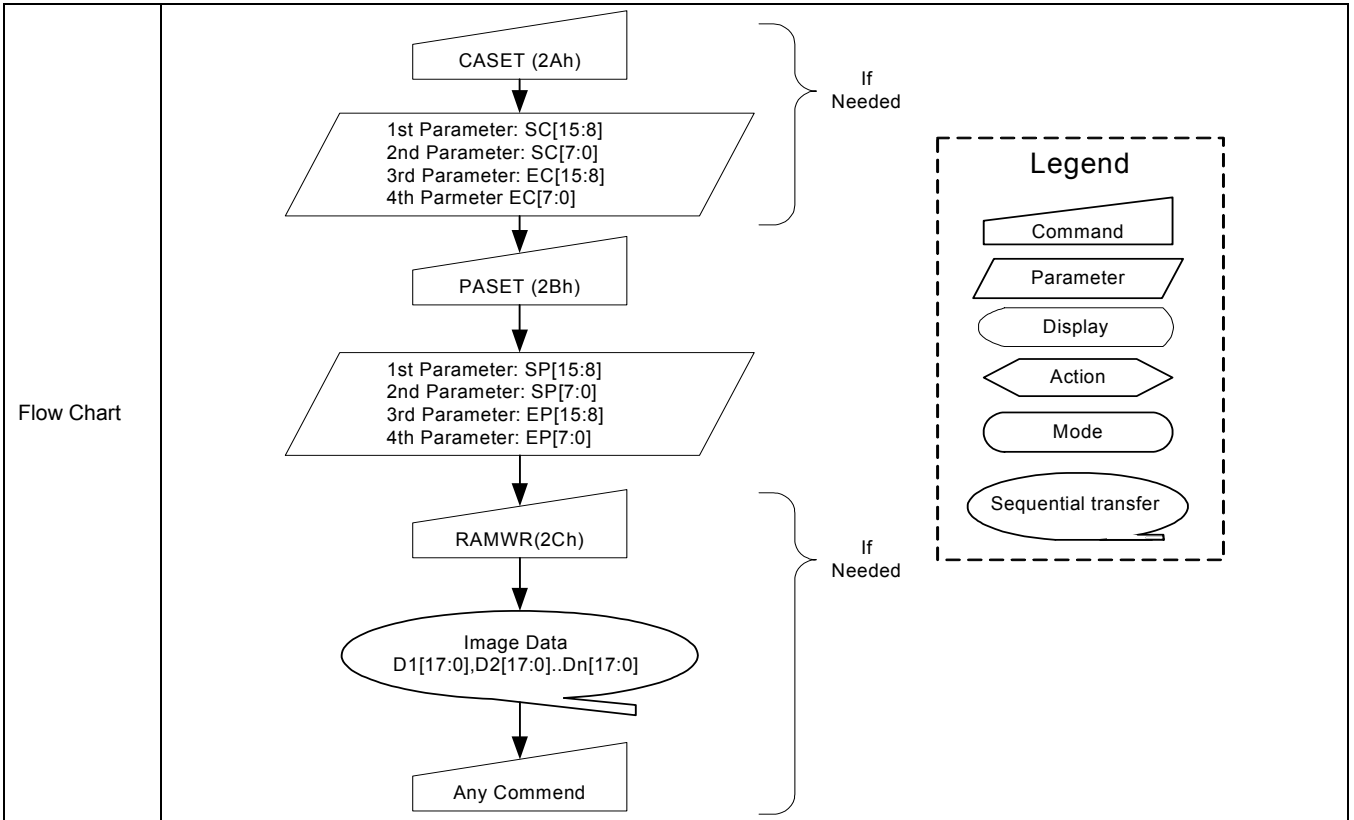 Flow Chart
CASET (2Ah)
If
Needed
1st Parameter: SC[15:8]
2nd Parameter: SC[7:0]
3rd Parameter: EC[15:8]
4th Parmeter EC[7:0]
PASET (2Bh)
1st Parameter: SP[15:8]
2nd Parameter: SP[7:0]
3rd Parameter: EP[15:8]
4th Parameter: EP[7:0]
RAMWR(2Ch)
If
Needed
Image Data
D1[17:0],D2[17:0]..Dn[17:0]
Any Commend
Legend
Command
Parameter
Display
Action
Mode
Sequential transfer